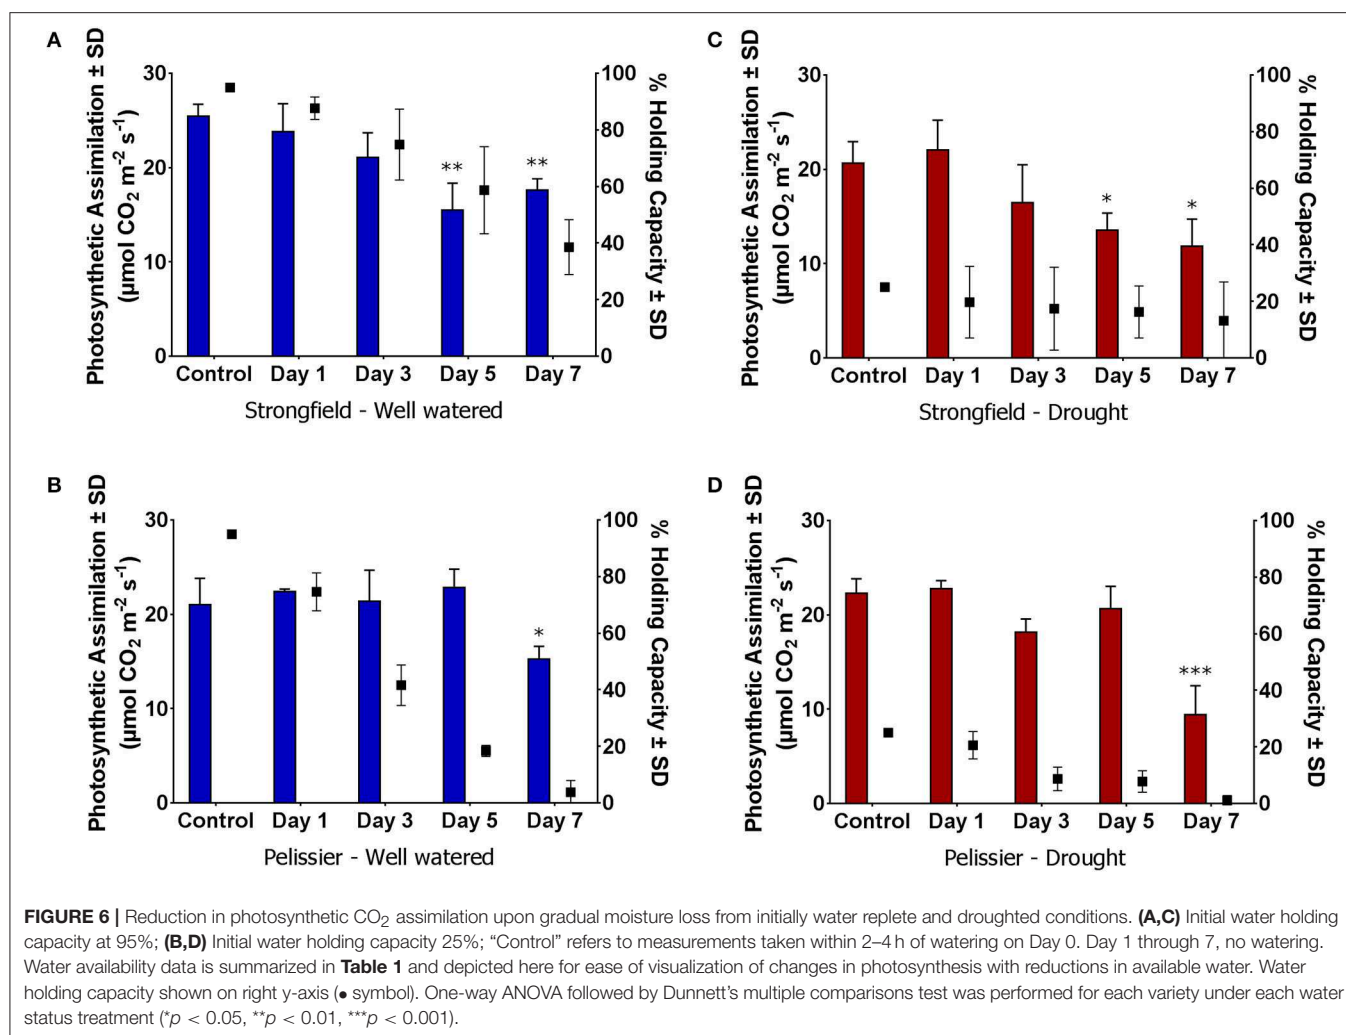 A
Photosynthetic Assimilation ± SD
(µmol CO₂ m⁻² s⁻¹)
30
20
10
0
**
**
100
80
60
40
20
0
% Holding Capacity ± SD
Control Day 1 Day 3 Day 5 Day 7
Strongfield - Well watered
C
Photosynthetic Assimilation ± SD
(µmol CO₂ m⁻² s⁻¹)
30
20
10
0
*
*
100
80
60
40
20
0
% Holding Capacity ± SD
Control Day 1 Day 3 Day 5 Day 7
Strongfield - Drought
B
Photosynthetic Assimilation ± SD
(µmol CO₂ m⁻² s⁻¹)
30
20
10
0
*
100
80
60
40
20
0
% Holding Capacity ± SD
Control Day 1 Day 3 Day 5 Day 7
Pelissier - Well watered
D
Photosynthetic Assimilation ± SD
(µmol CO₂ m⁻² s⁻¹)
30
20
10
0
***
100
80
60
40
20
0
% Holding Capacity ± SD
Control Day 1 Day 3 Day 5 Day 7
Pelissier - Drought
FIGURE 6 | Reduction in photosynthetic CO₂ assimilation upon gradual moisture loss from initially water replete and droughted conditions. (A,C) Initial water holding
capacity at 95%; (B,D) Initial water holding capacity 25%; “Control” refers to measurements taken within 2–4 h of watering on Day 0. Day 1 through 7, no watering.
Water availability data is summarized in Table 1 and depicted here for ease of visualization of changes in photosynthesis with reductions in available water. Water
holding capacity shown on right y-axis (• symbol). One-way ANOVA followed by Dunnett’s multiple comparisons test was performed for each variety under each water
status treatment (*p < 0.05, **p < 0.01, ***p < 0.001).